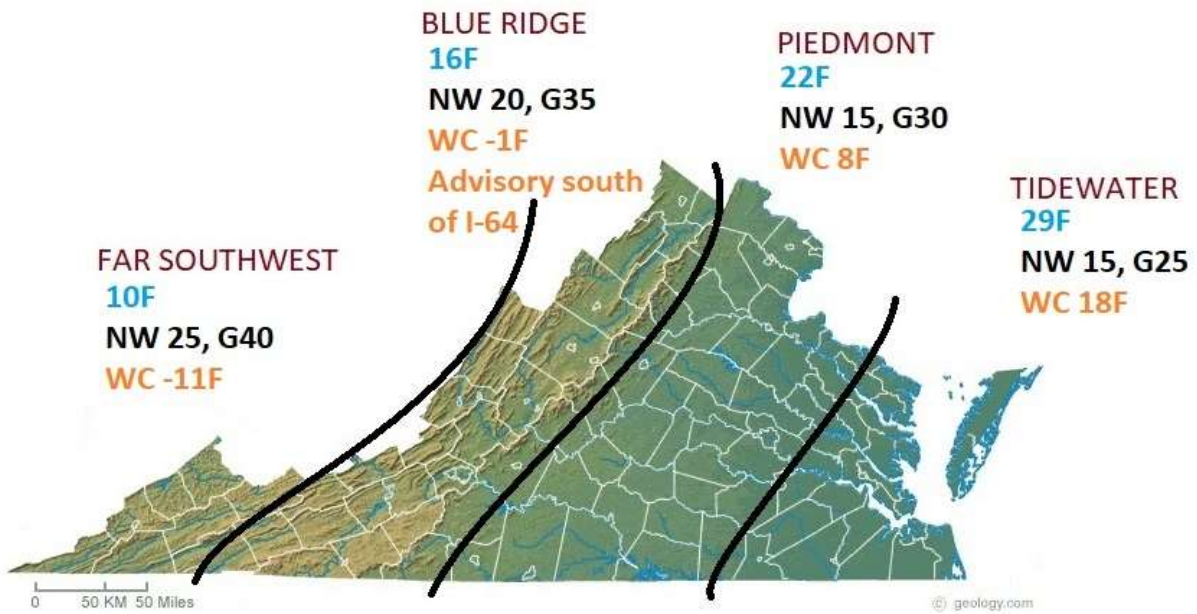 BLUE RIDGE
16F
NW 20, G35
WC -1F
Advisory south
of I-64
PIEDMONT
22F
NW 15, G30
WC 8F
TIDEWATER
29F
NW 15, G25
WC 18F
FAR SOUTHWEST
10F
NW 25, G40
WC -11F
0 50 KM 50 Miles
© geology.com